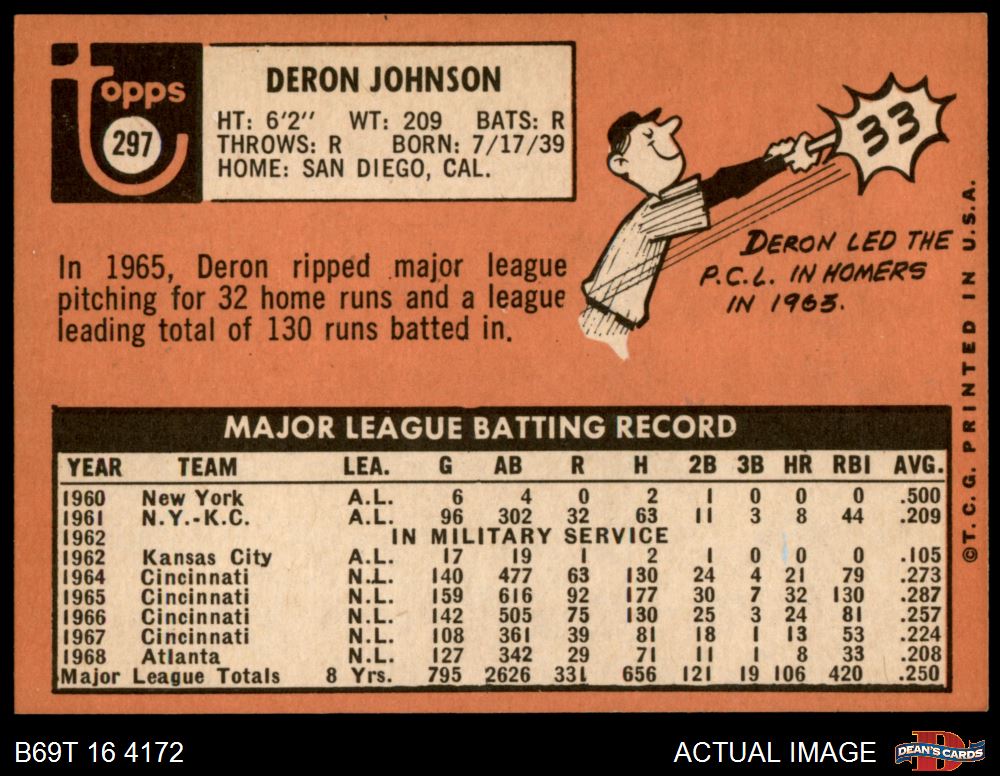 topps
297
DERON JOHNSON
HT: 6'2" WT: 209 BATS: R
THROWS: R BORN: 7/17/39
HOME: SAN DIEGO, CAL.
33
DERON LED THE
P.C.L. IN HOMERS
IN 1963.
In 1965, Deron ripped major league
pitching for 32 home runs and a league
leading total of 130 runs batted in.
©T.C.G. PRINTED IN U.S.A.
MAJOR LEAGUE BATTING RECORD
YEAR TEAM LEA. G AB R H 2B 3B HR RBI AVG.
1960 New York A.L. 6 4 0 2 1 0 0 0 .500
1961 N.Y.-K.C. A.L. 96 302 32 63 11 3 8 44 .209
1962 IN MILITARY SERVICE
1962 Kansas City A.L. 17 19 1 2 1 0 0 0 .105
1964 Cincinnati N.L. 140 477 63 130 24 4 21 79 .273
1965 Cincinnati N.L. 159 616 92 177 30 7 32 130 .287
1966 Cincinnati N.L. 142 505 75 130 25 3 24 81 .257
1967 Cincinnati N.L. 108 361 39 81 18 1 13 53 .224
1968 Atlanta N.L. 127 342 29 71 11 1 8 33 .208
Major League Totals 8 Yrs. 795 2626 331 656 121 19 106 420 .250
B69T 16 4172
ACTUAL IMAGE
D
DEAN'S CARDS